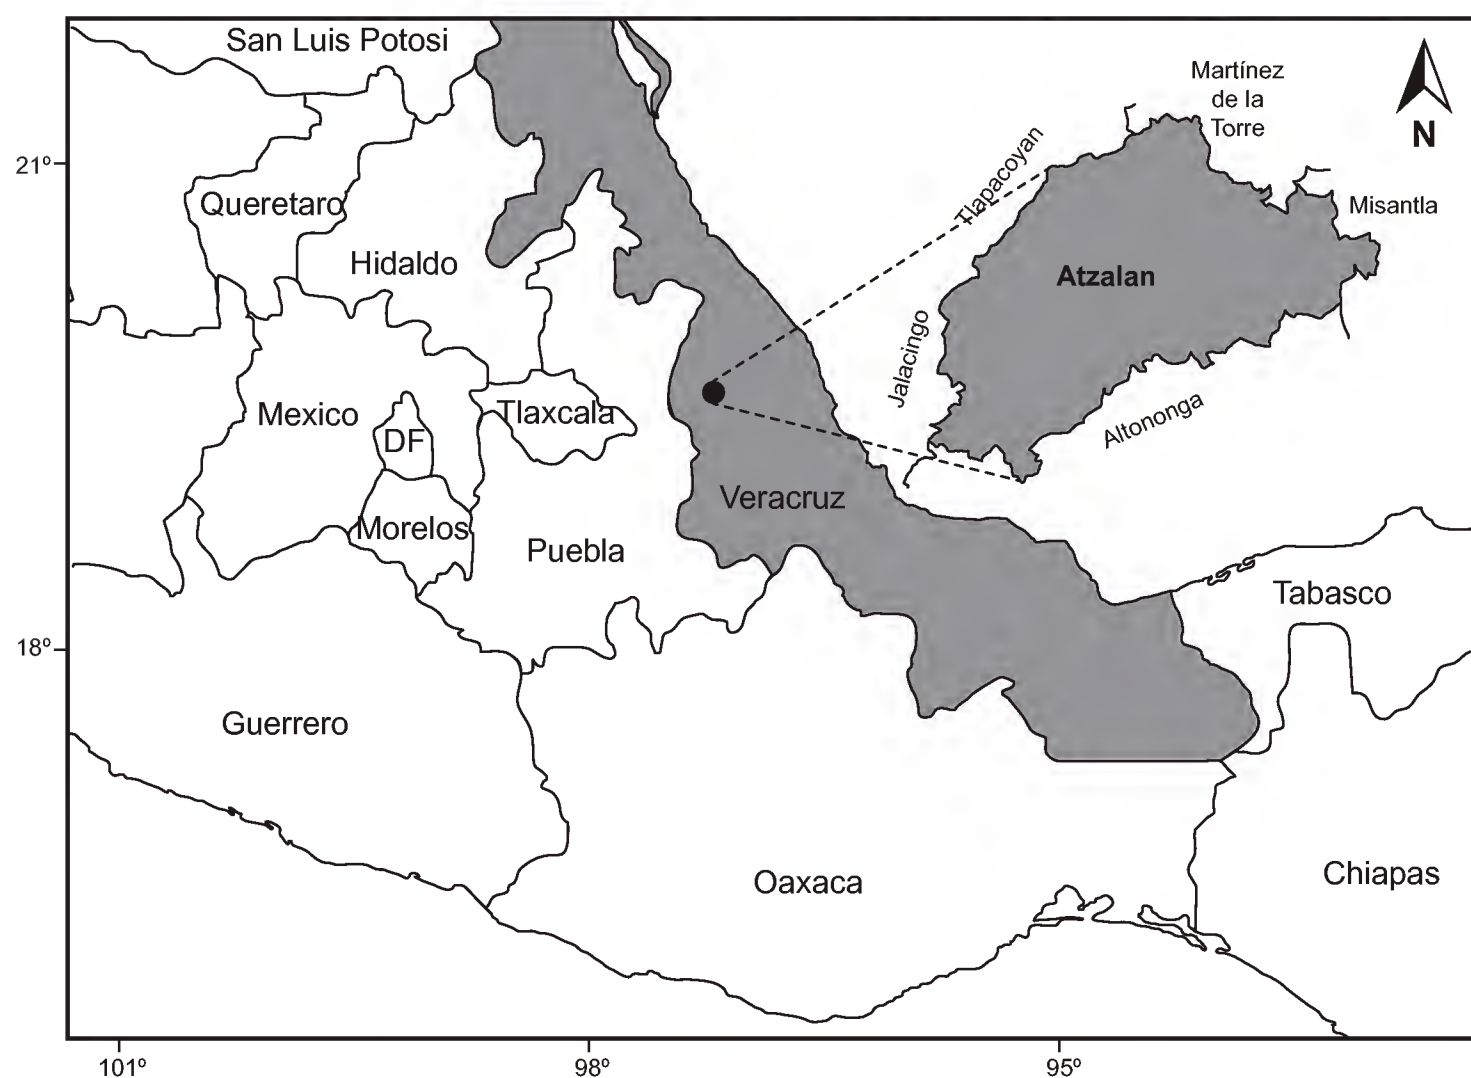 San Luis Potosi
Martínez
de la
Torre
N
Tlapacoyan
21º
Queretaro
Misantla
Hidaldo
Atzalan
Jalacingo
Mexico
Tlaxcala
DF
Altononga
Veracruz
Morelos
Puebla
Tabasco
18º
Guerrero
Oaxaca
Chiapas
101º
98º
95º